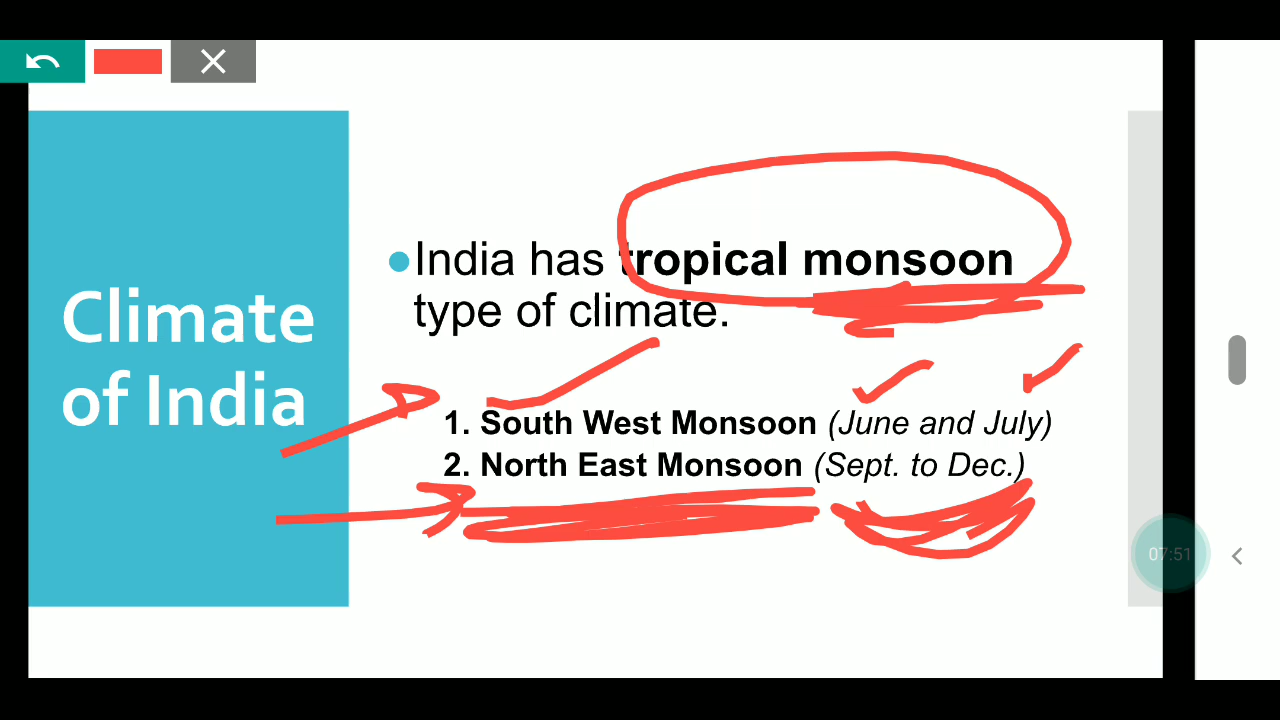 Climate
of India
India has tropical monsoon
type of climate.
1. South West Monsoon (June and July)
2. North East Monsoon (Sept. to Dec.)
07:51